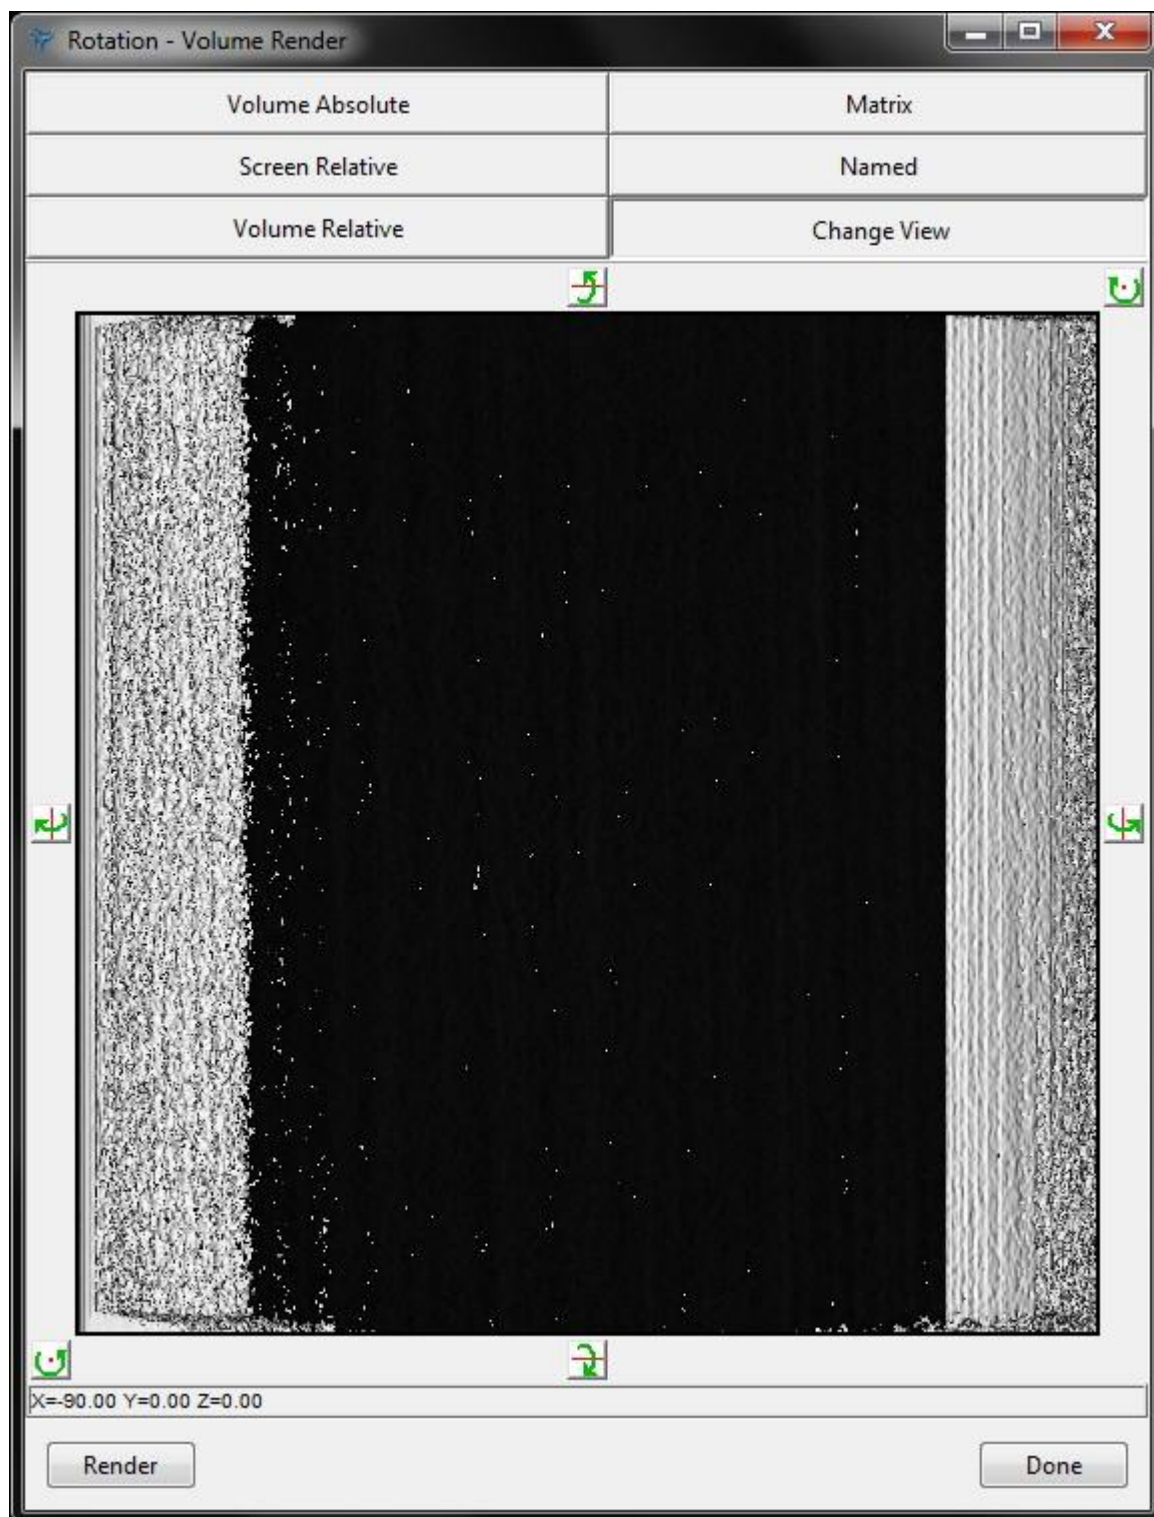 Rotation - Volume Render
Volume Absolute Matrix
Screen Relative Named
Volume Relative Change View
X=-90.00 Y=0.00 Z=0.00
Render Done